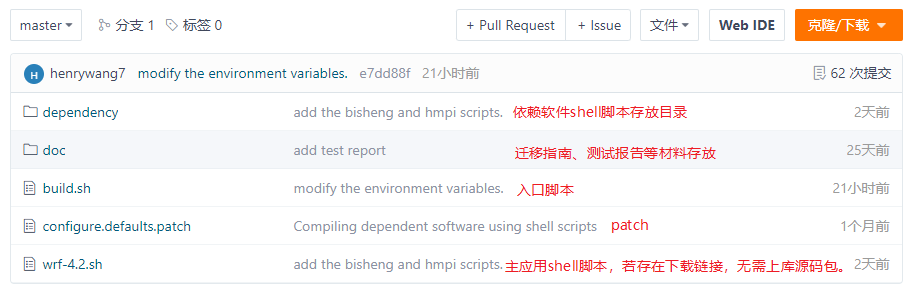 master 分支 1 标签 0 + Pull Request + Issue 文件 Web IDE 克隆/下载
H henrywang7 modify the environment variables. e7dd88f 21小时前 62 次提交
dependency add the bisheng and hmpi scripts. 依赖软件shell脚本存放目录 2天前
doc add test report 迁移指南、测试报告等材料存放 25天前
build.sh modify the environment variables. 入口脚本 21小时前
configure.defaults.patch Compiling dependent software using shell scripts patch 1个月前
wrf-4.2.sh add the bisheng and hmpi scripts. 主应用shell脚本，若存在下载链接，无需上库源码包。 2天前